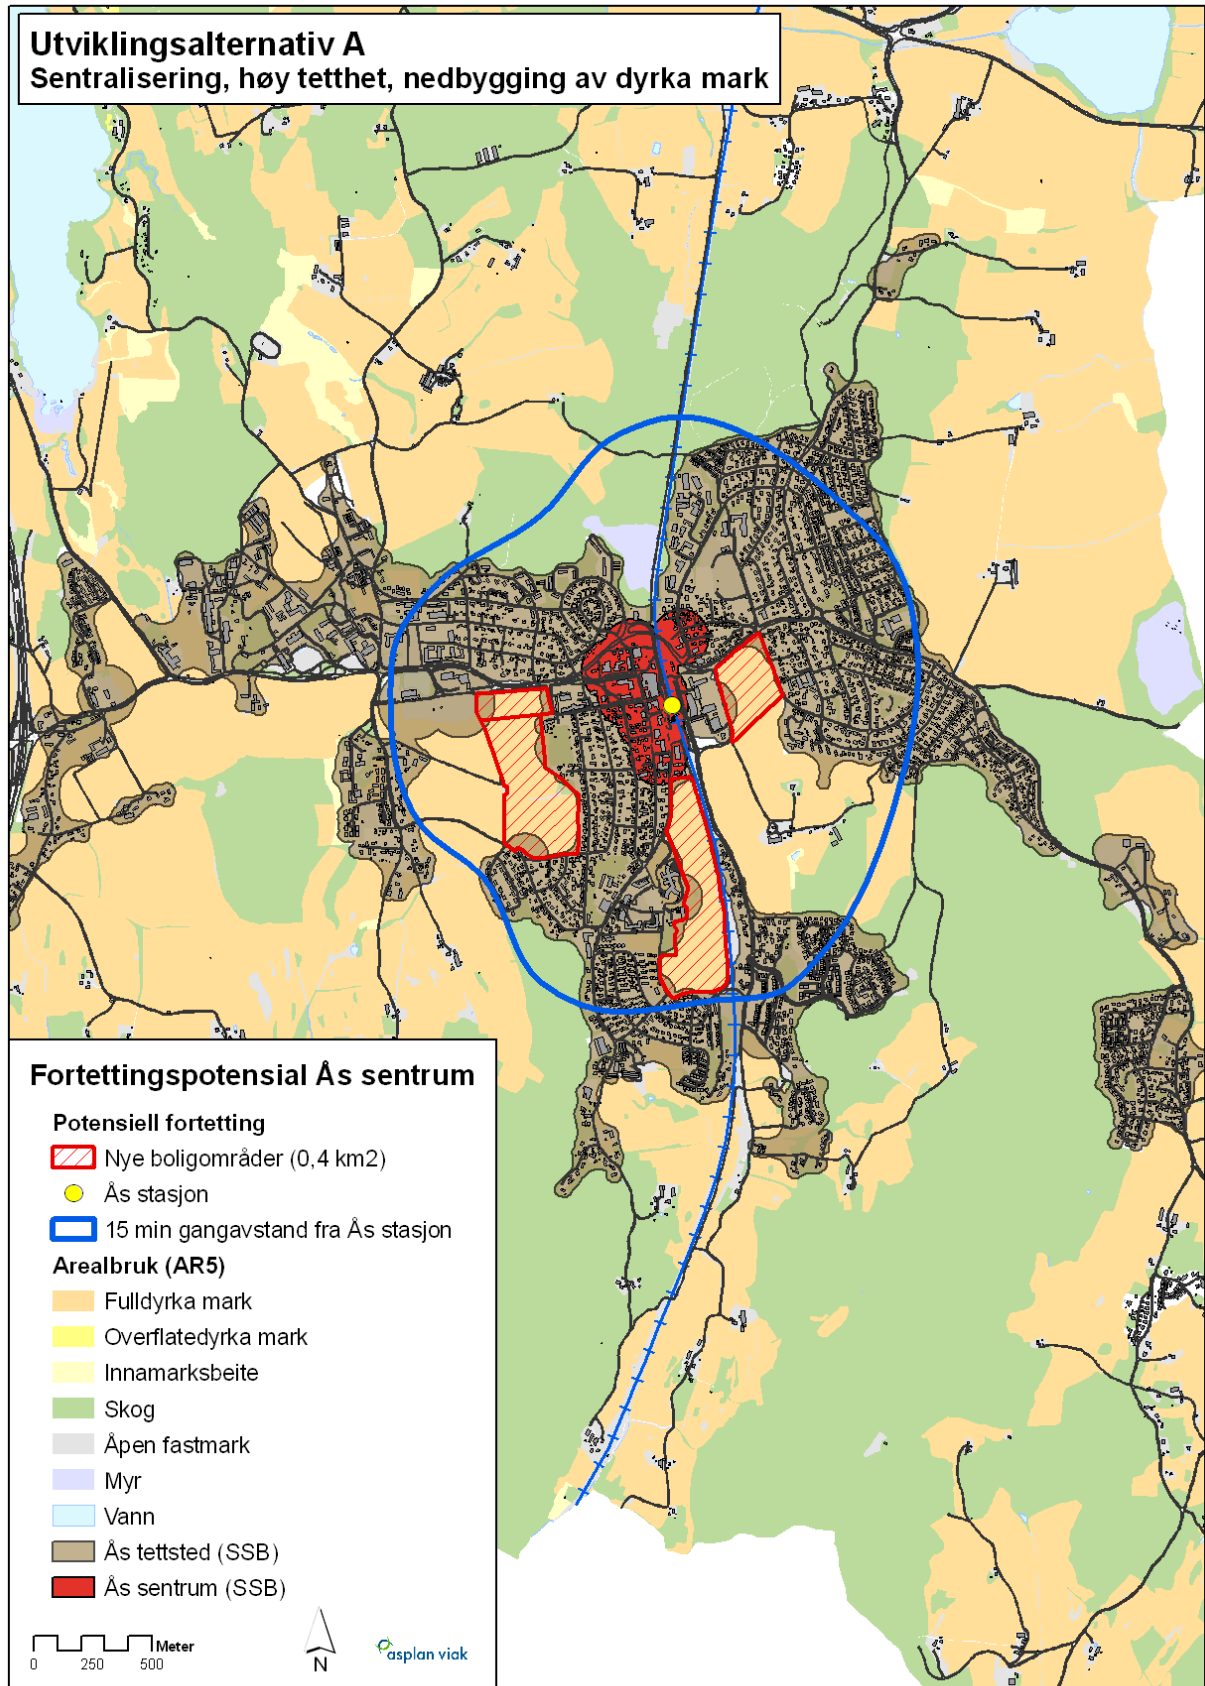 Utviklingsalternativ A
Sentralisering, høy tetthet, nedbygging av dyrka mark
Fortettingspotensial Ås sentrum
Potensiell fortetting
Nye boligområder (0,4 km2)
Ås stasjon
15 min gangavstand fra Ås stasjon
Arealbruk (AR5)
Fulldyrka mark
Overflatedyrka mark
Innamarksbeite
Skog
Åpen fastmark
Myr
Vann
Ås tettsted (SSB)
Ås sentrum (SSB)
Meter
0 250 500
N
asplan viak